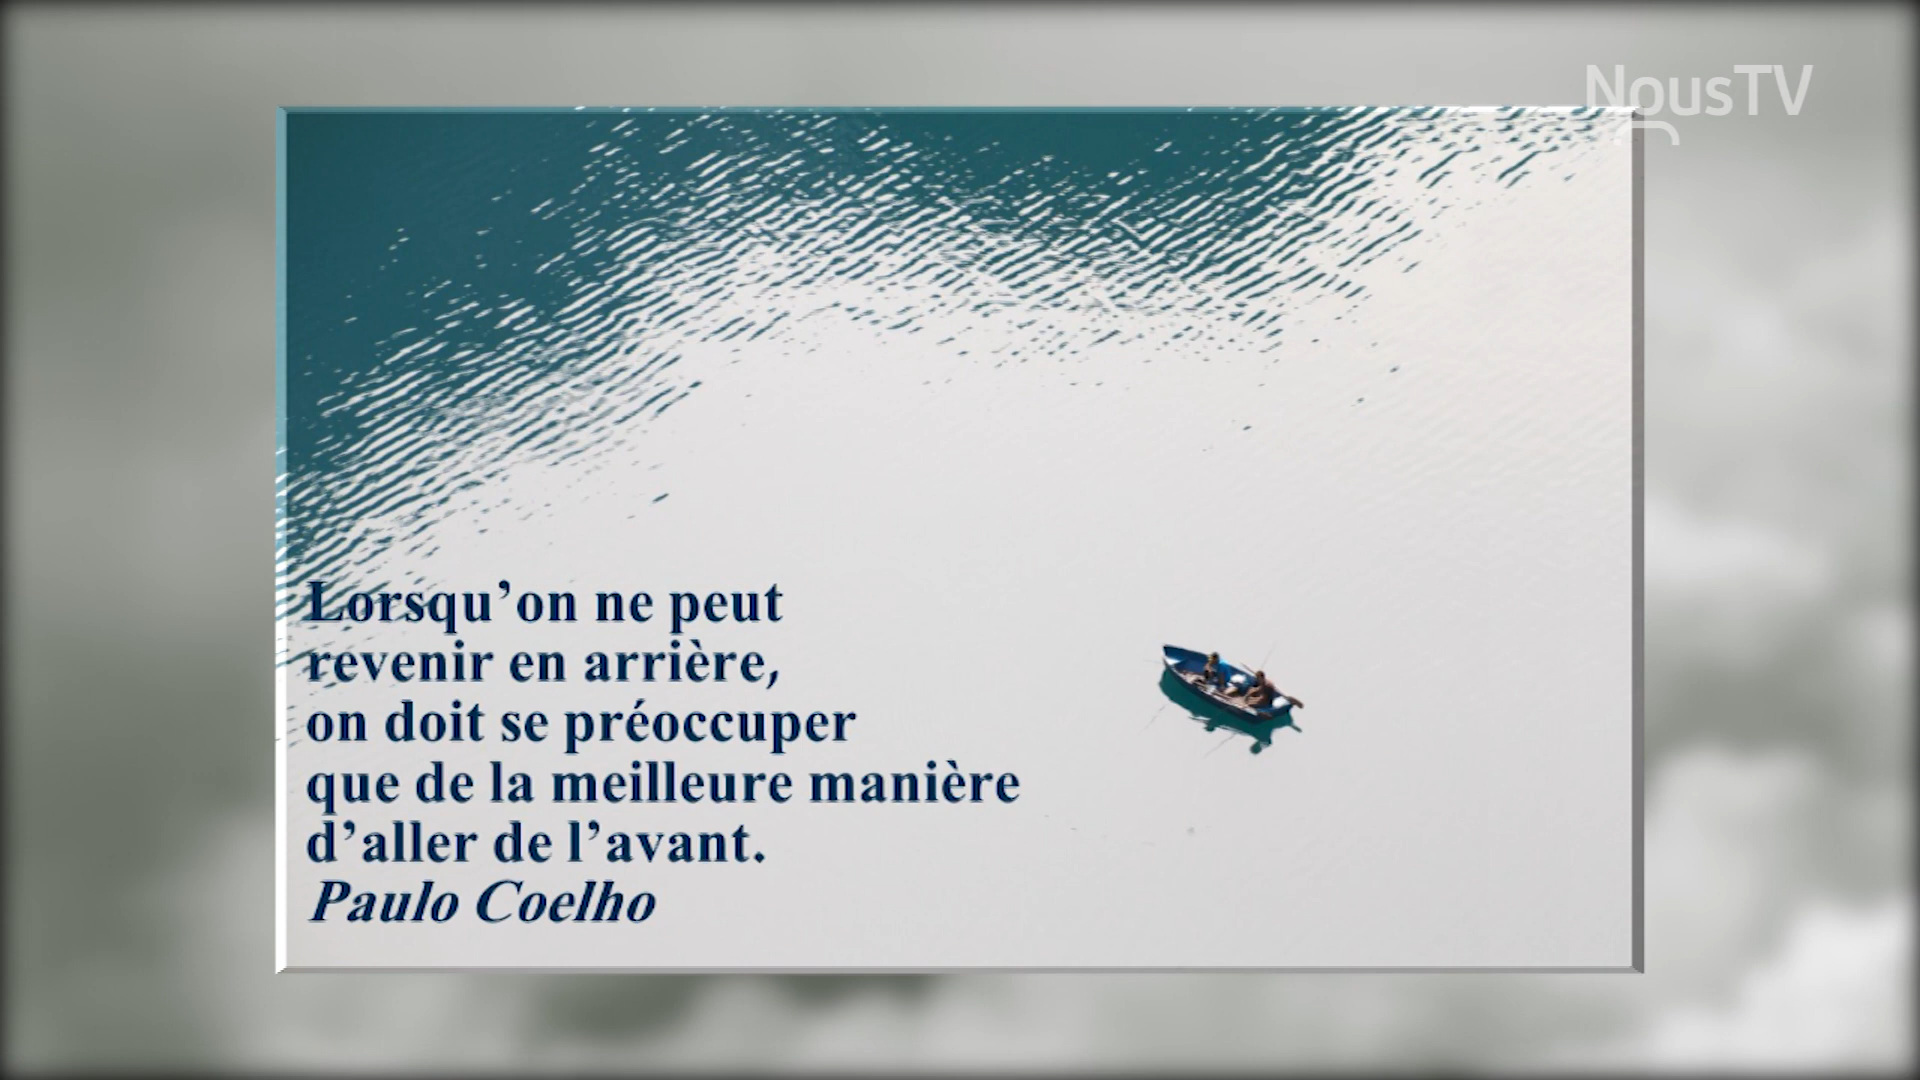 NousTV
Lorsqu’on ne peut
revenir en arrière,
on doit se préoccuper
que de la meilleure manière
d’aller de l’avant.
Paulo Coelho